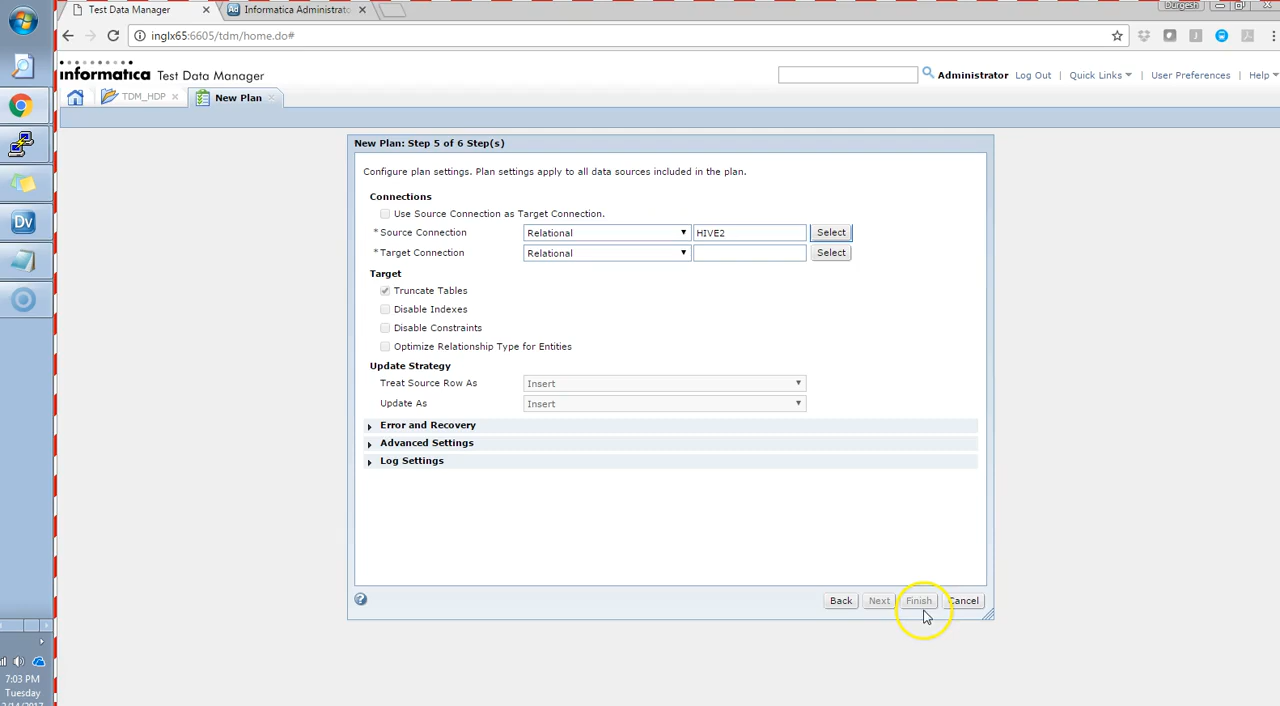 Test Data Manager
Informatica Administrato
Durgesh
inglx65:6605/tdm/home.do#
informatica Test Data Manager
Administrator Log Out Quick Links User Preferences Help
TDM_HDP New Plan
New Plan: Step 5 of 6 Step(s)
Configure plan settings. Plan settings apply to all data sources included in the plan.
Connections
Use Source Connection as Target Connection.
*Source Connection Relational HIVE2 Select
*Target Connection Relational Select
Target
Truncate Tables
Disable Indexes
Disable Constraints
Optimize Relationship Type for Entities
Update Strategy
Treat Source Row As Insert
Update As Insert
Error and Recovery
Advanced Settings
Log Settings
Back Next Finish Cancel
Dv
7:03 PM
Tuesday